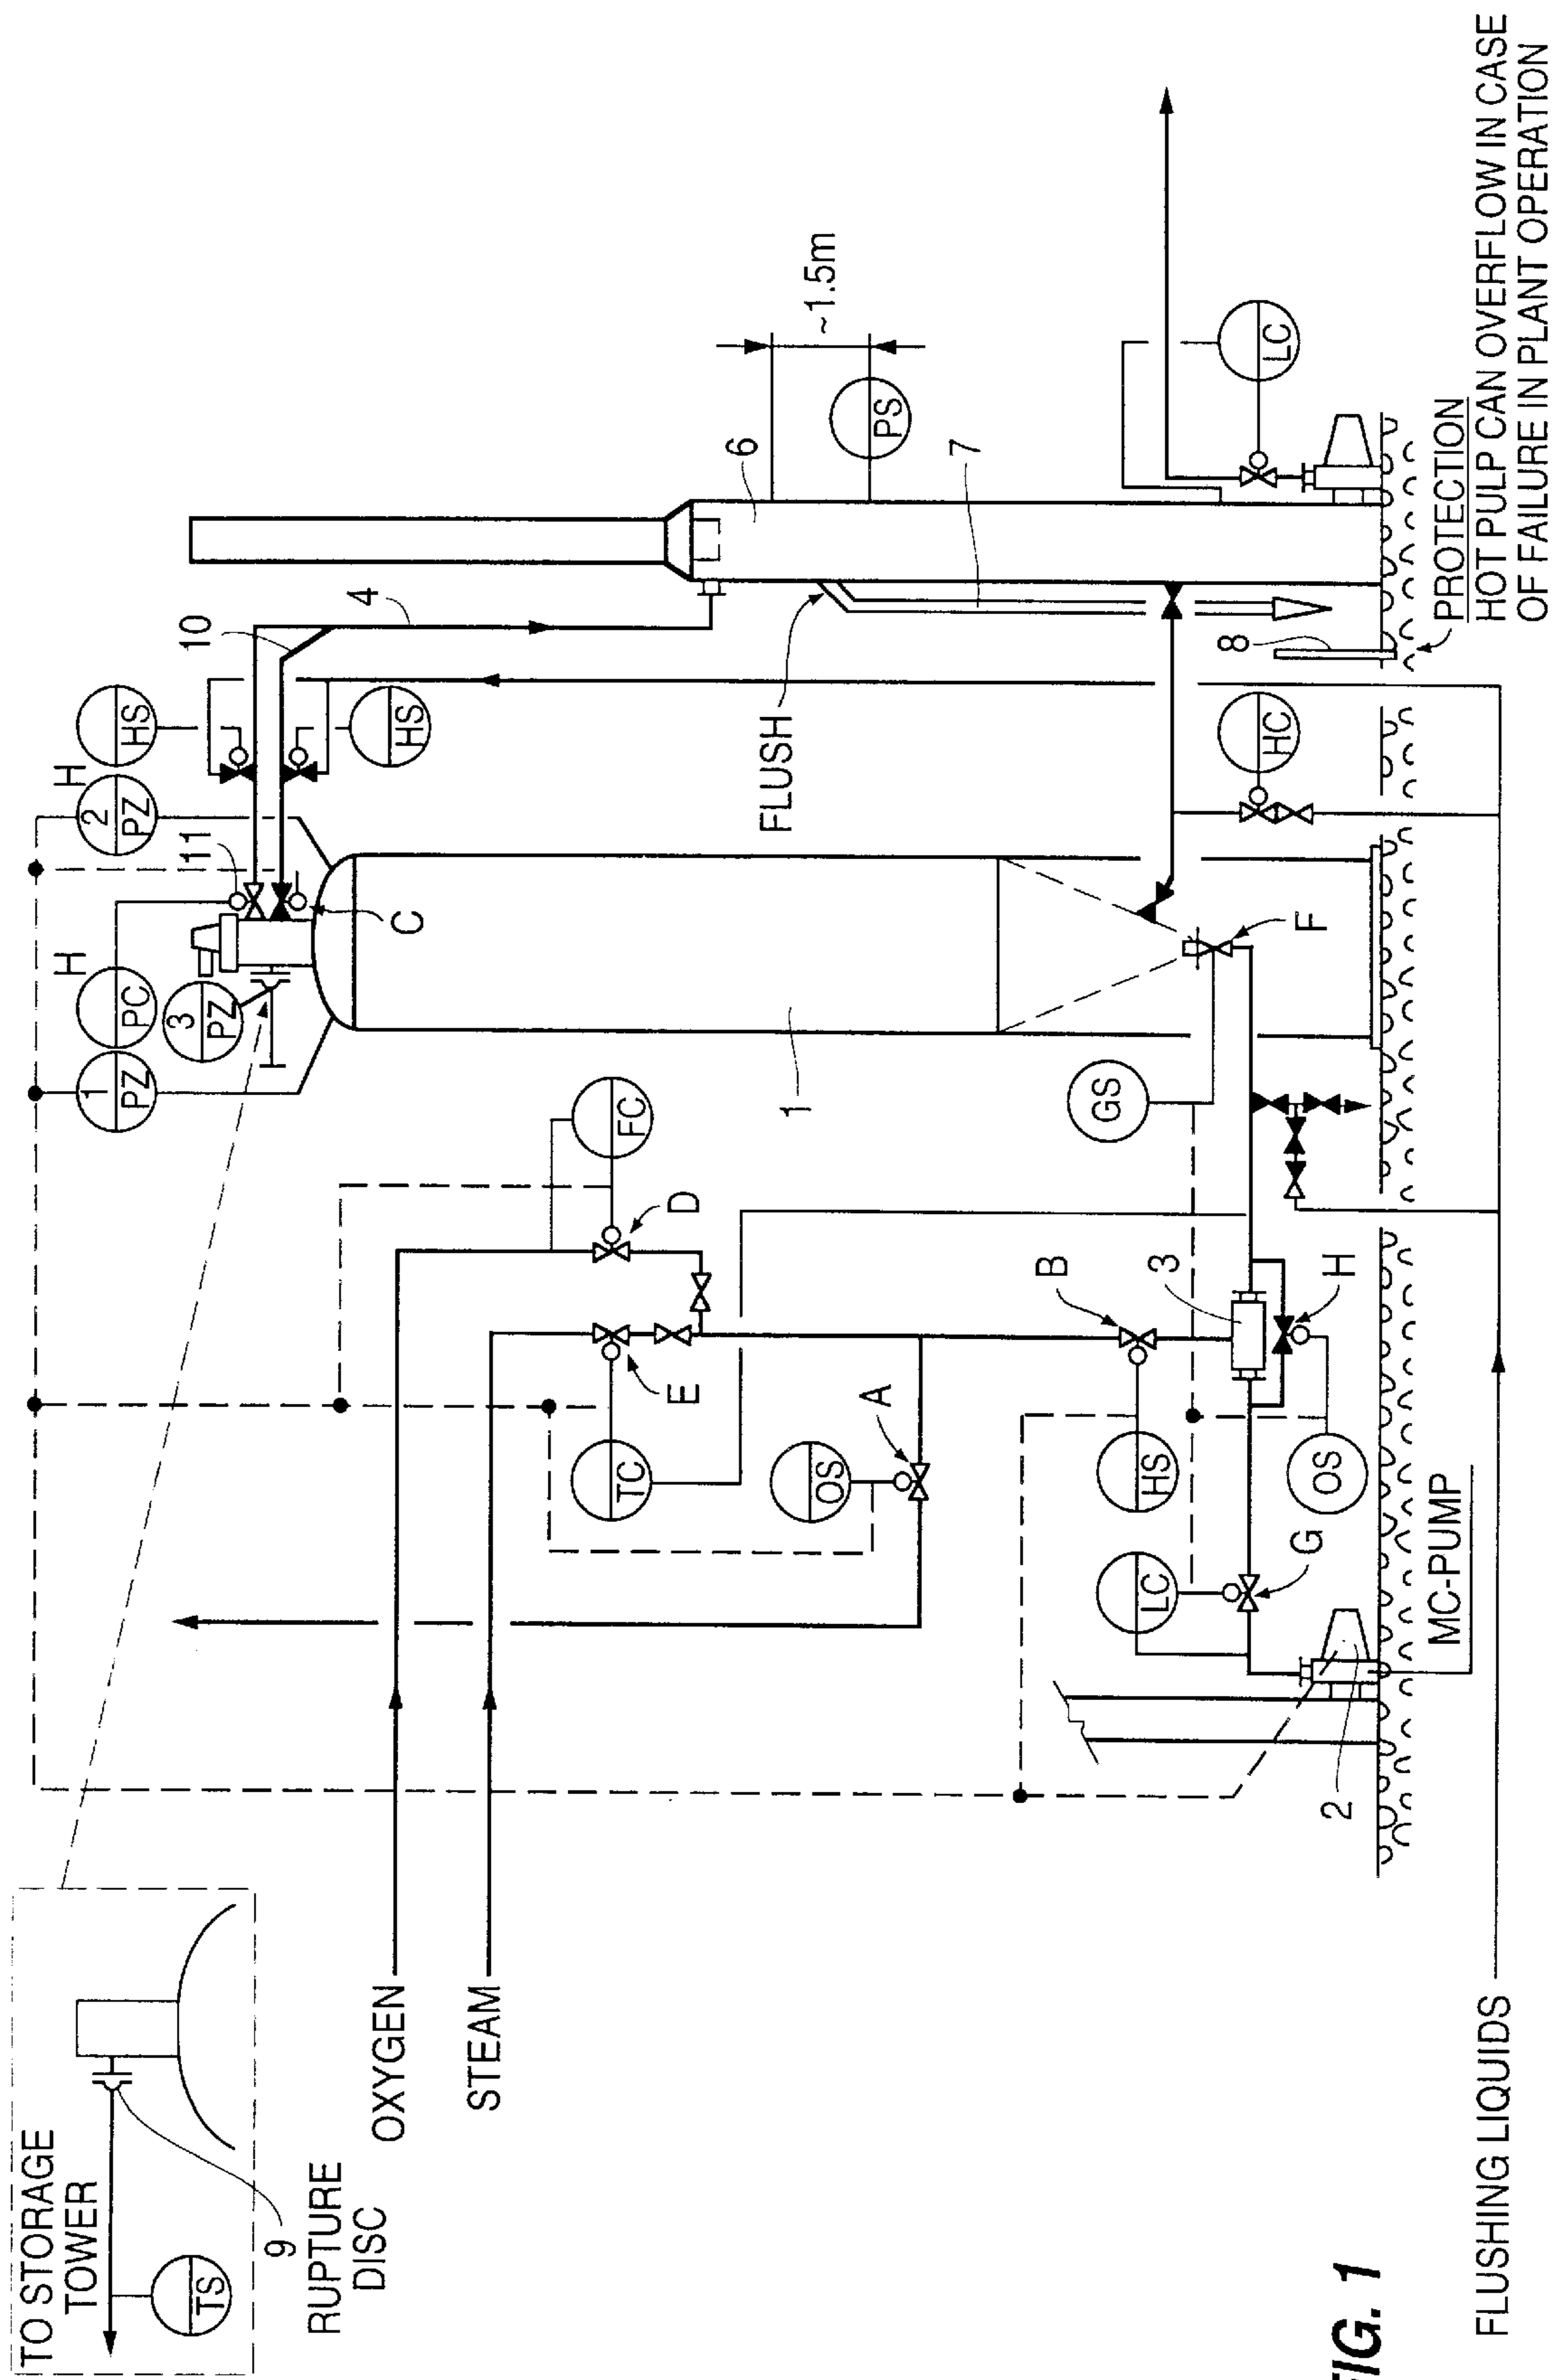 TO STORAGE
TOWER
TS
9
RUPTURE
DISC
OXYGEN
STEAM
1
PZ
PC
H
3
PZ
2
PZ
H
HS
HS
11
C
10
4
6
~1.5m
PS
7
FLUSH
FC
D
E
TC
OS
A
1
GS
F
B
3
H
HS
OS
LC
G
2
MC-PUMP
HC
8
LC
PROTECTION
HOT PULP CAN OVERFLOW IN CASE
OF FAILURE IN PLANT OPERATION
FLUSHING LIQUIDS
FIG. 1